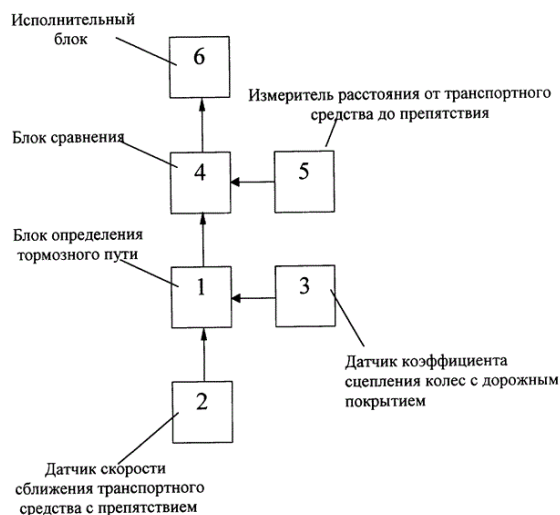 Исполнительный
блок
6
Измеритель расстояния от транспортного
средства до препятствия
Блок сравнения
4
5
Блок определения
тормозного пути
1
3
Датчик коэффициента
сцепления колес с дорожным
покрытием
2
Датчик скорости
сближения транспортного
средства с препятствием